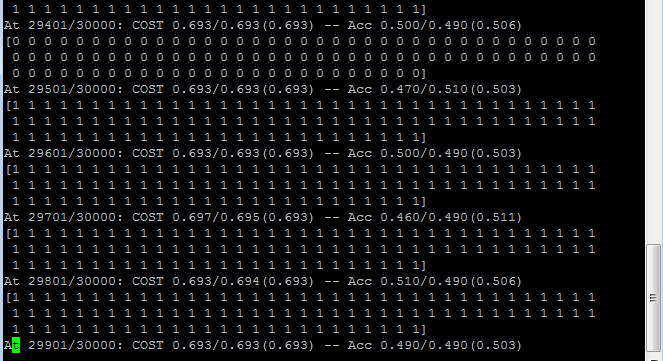 1 1 1 1 1 1 1 1 1 1 1 1 1 1 1 1 1 1 1 1 1 1 1 1 1 1]
At 29401/30000: COST 0.693/0.693(0.693) -- Acc 0.500/0.490(0.506)
[0 0 0 0 0 0 0 0 0 0 0 0 0 0 0 0 0 0 0 0 0 0 0 0 0 0 0 0 0 0 0 0 0 0 0 0 0
0 0 0 0 0 0 0 0 0 0 0 0 0 0 0 0 0 0 0 0 0 0 0 0 0 0 0 0 0 0 0 0 0 0 0 0 0
0 0 0 0 0 0 0 0 0 0 0 0 0 0 0 0 0 0 0 0 0 0 0 0 0 0]
At 29501/30000: COST 0.693/0.693(0.693) -- Acc 0.470/0.510(0.503)
[1 1 1 1 1 1 1 1 1 1 1 1 1 1 1 1 1 1 1 1 1 1 1 1 1 1 1 1 1 1 1 1 1 1 1 1 1
1 1 1 1 1 1 1 1 1 1 1 1 1 1 1 1 1 1 1 1 1 1 1 1 1 1 1 1 1 1 1 1 1 1 1 1 1
1 1 1 1 1 1 1 1 1 1 1 1 1 1 1 1 1 1 1 1 1 1 1 1 1 1]
At 29601/30000: COST 0.693/0.693(0.693) -- Acc 0.500/0.490(0.503)
[1 1 1 1 1 1 1 1 1 1 1 1 1 1 1 1 1 1 1 1 1 1 1 1 1 1 1 1 1 1 1 1 1 1 1 1 1
1 1 1 1 1 1 1 1 1 1 1 1 1 1 1 1 1 1 1 1 1 1 1 1 1 1 1 1 1 1 1 1 1 1 1 1 1
1 1 1 1 1 1 1 1 1 1 1 1 1 1 1 1 1 1 1 1 1 1 1 1 1 1]
At 29701/30000: COST 0.697/0.695(0.693) -- Acc 0.460/0.490(0.511)
[1 1 1 1 1 1 1 1 1 1 1 1 1 1 1 1 1 1 1 1 1 1 1 1 1 1 1 1 1 1 1 1 1 1 1 1 1
1 1 1 1 1 1 1 1 1 1 1 1 1 1 1 1 1 1 1 1 1 1 1 1 1 1 1 1 1 1 1 1 1 1 1 1 1
1 1 1 1 1 1 1 1 1 1 1 1 1 1 1 1 1 1 1 1 1 1 1 1 1 1]
At 29801/30000: COST 0.693/0.694(0.693) -- Acc 0.510/0.490(0.506)
[1 1 1 1 1 1 1 1 1 1 1 1 1 1 1 1 1 1 1 1 1 1 1 1 1 1 1 1 1 1 1 1 1 1 1 1 1
1 1 1 1 1 1 1 1 1 1 1 1 1 1 1 1 1 1 1 1 1 1 1 1 1 1 1 1 1 1 1 1 1 1 1 1 1
1 1 1 1 1 1 1 1 1 1 1 1 1 1 1 1 1 1 1 1 1 1 1 1 1 1]
At 29901/30000: COST 0.693/0.693(0.693) -- Acc 0.490/0.490(0.503)